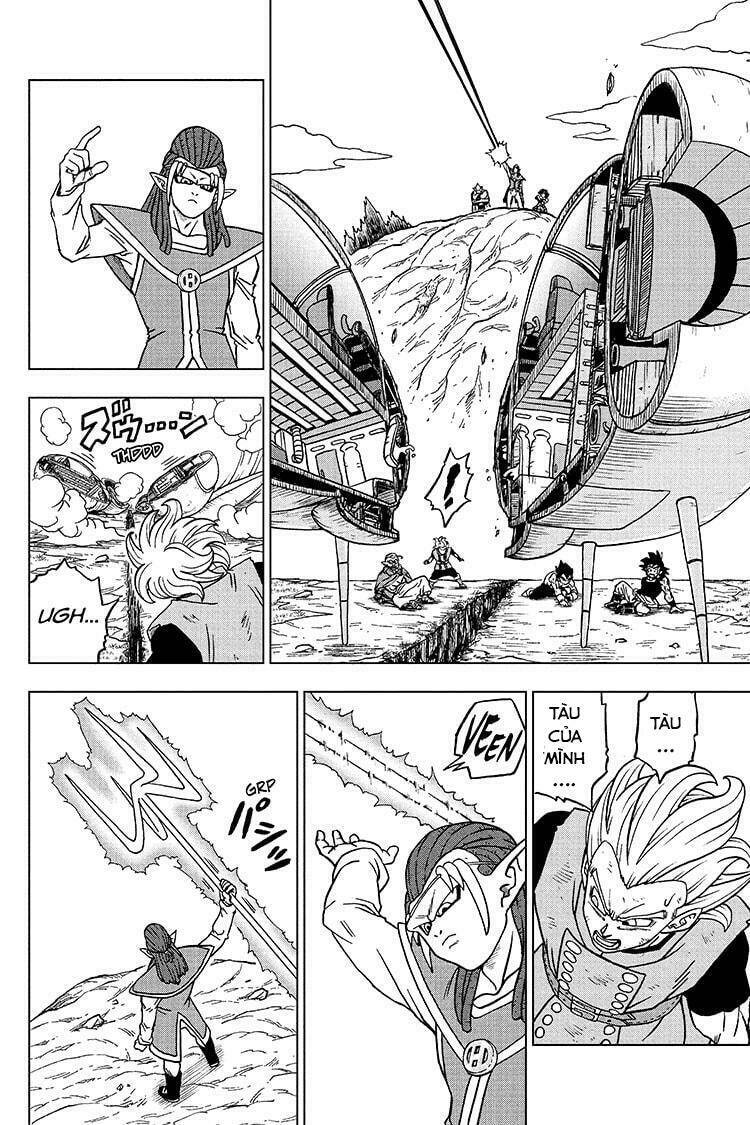 !
ズゥ…ン
THDDD
UGH...
TÀU
...
TÀU
CỦA
MÌNH
....
VEEN
GRP
パシッ